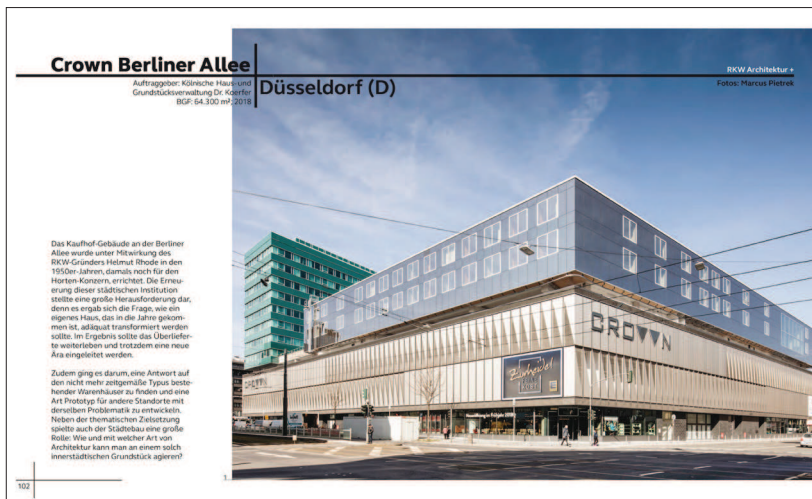 Crown Berliner Allee
RKW Architektur +
Auftraggeber: Kölnische Haus- und
Grundstücksverwaltung Dr. Koerfer
BGF: 64.300 m²; 2018
Düsseldorf (D)
Fotos: Marcus Pietrek
Das Kaufhof-Gebäude an der Berliner
Allee wurde unter Mitwirkung des
RKW-Gründers Helmut Rhode in den
1950er-Jahren, damals noch für den
Horten-Konzern, errichtet. Die Erneu-
erung dieser städtischen Institution
stellte eine große Herausforderung dar,
denn es ergab sich die Frage, wie ein
eigenes Haus, das in die Jahre gekom-
men ist, adäquat transformiert werden
sollte. Im Ergebnis sollte das Überliefer-
te weiterleben und trotzdem eine neue
Ära eingeleitet werden.
Zudem ging es darum, eine Antwort auf
den nicht mehr zeitgemäße Typus beste-
hender Warenhäuser zu finden und eine
Art Prototyp für andere Standorte mit
derselben Problematik zu entwickeln.
Neben der thematischen Zielsetzung
spielte auch der Städtebau eine große
Rolle: Wie und mit welcher Art von
Architektur kann man an einem solch
innerstädtischen Grundstück agieren?
CROWN
Zurheide
102
1